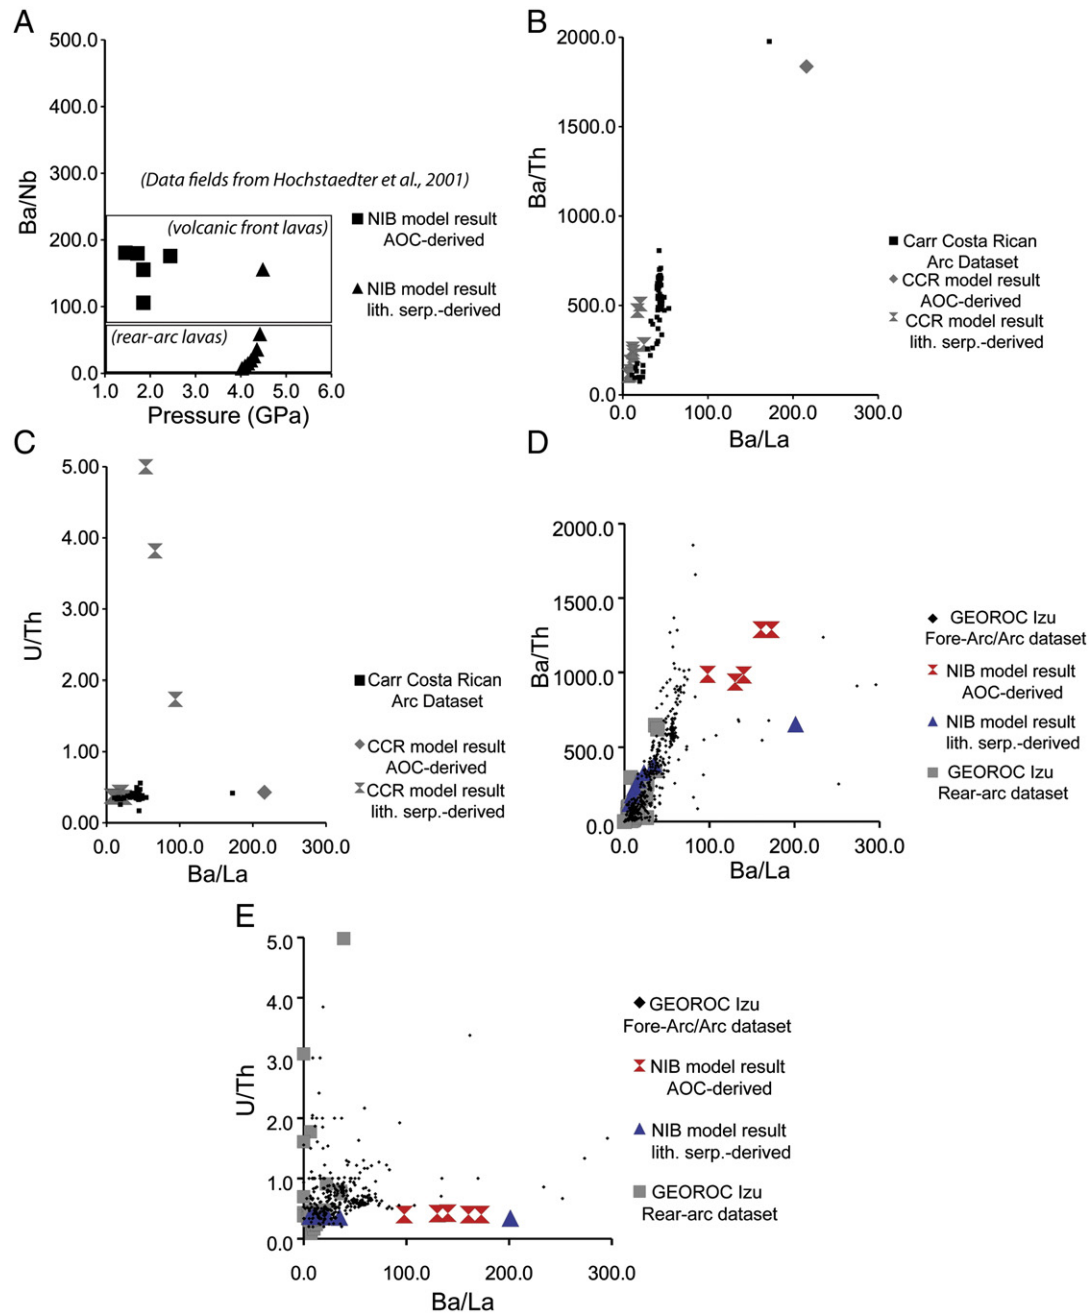 A
500.0
400.0
300.0
200.0
100.0
0.0
Ba/Nb
1.0 2.0 3.0 4.0 5.0 6.0
Pressure (GPa)
(Data fields from Hochstaedter et al., 2001)
(volcanic front lavas)
(rear-arc lavas)
NIB model result
AOC-derived
NIB model result
lith. serp.-derived
B
2000.0
1500.0
1000.0
500.0
0.0
Ba/Th
0.0 100.0 200.0 300.0
Ba/La
Carr Costa Rican
Arc Dataset
CCR model result
AOC-derived
CCR model result
lith. serp.-derived
C
5.00
4.00
3.00
2.00
1.00
0.00
U/Th
0.0 100.0 200.0 300.0
Ba/La
Carr Costa Rican
Arc Dataset
CCR model result
AOC-derived
CCR model result
lith. serp.-derived
D
2000.0
1500.0
1000.0
500.0
0.0
Ba/Th
0.0 100.0 200.0 300.0
Ba/La
GEOROC Izu
Fore-Arc/Arc dataset
NIB model result
AOC-derived
NIB model result
lith. serp.-derived
GEOROC Izu
Rear-arc dataset
E
5.0
4.0
3.0
2.0
1.0
0.0
U/Th
0.0 100.0 200.0 300.0
Ba/La
GEOROC Izu
Fore-Arc/Arc dataset
NIB model result
AOC-derived
NIB model result
lith. serp.-derived
GEOROC Izu
Rear-arc dataset